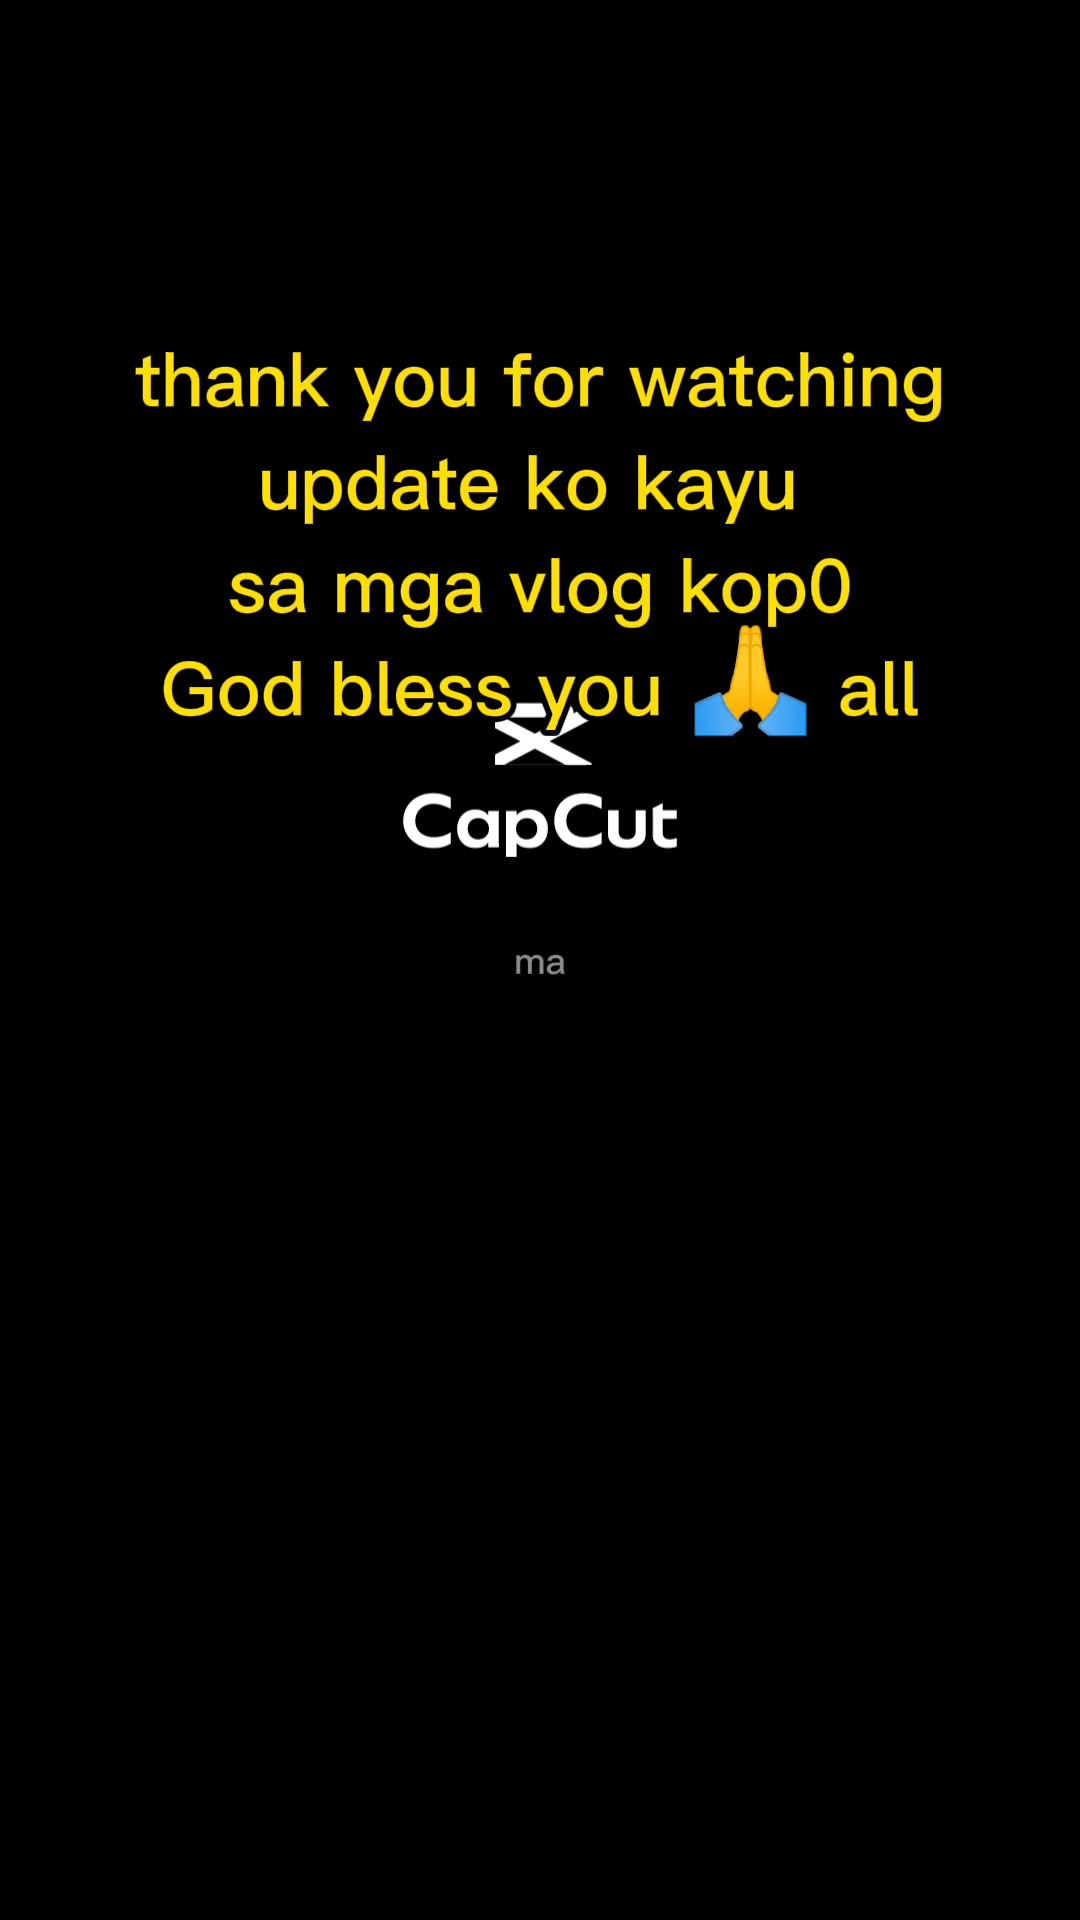 thank you for watching
update ko kayu
sa mga vlog kop0
God bless you 🙏 all
CapCut
ma